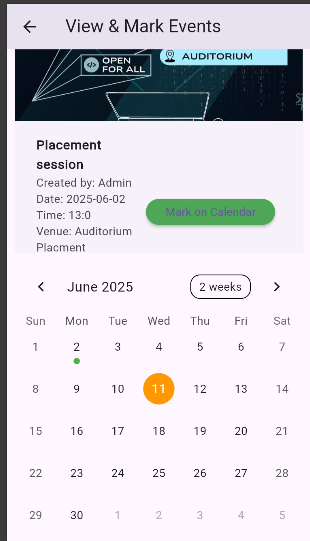 View & Mark Events
OPEN
FOR ALL
AUDITORIUM
Placement
session
Created by: Admin
Date: 2025-06-02
Time: 13:0
Venue: Auditorium
Placment
Mark on Calendar
June 2025
2 weeks
Sun Mon Tue Wed Thu Fri Sat
1 2 3 4 5 6 7
8 9 10 11 12 13 14
15 16 17 18 19 20 21
22 23 24 25 26 27 28
29 30 1 2 3 4 5